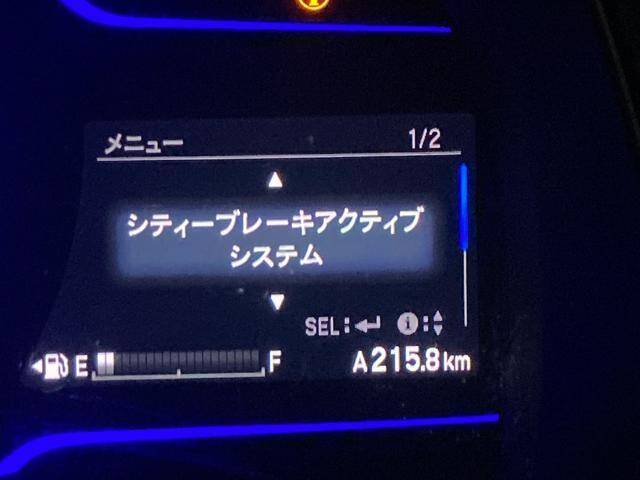 メニュー 1/2
▲
シティーブレーキアクティブ
システム
▼
SEL:↵ i:
E F A215.8km